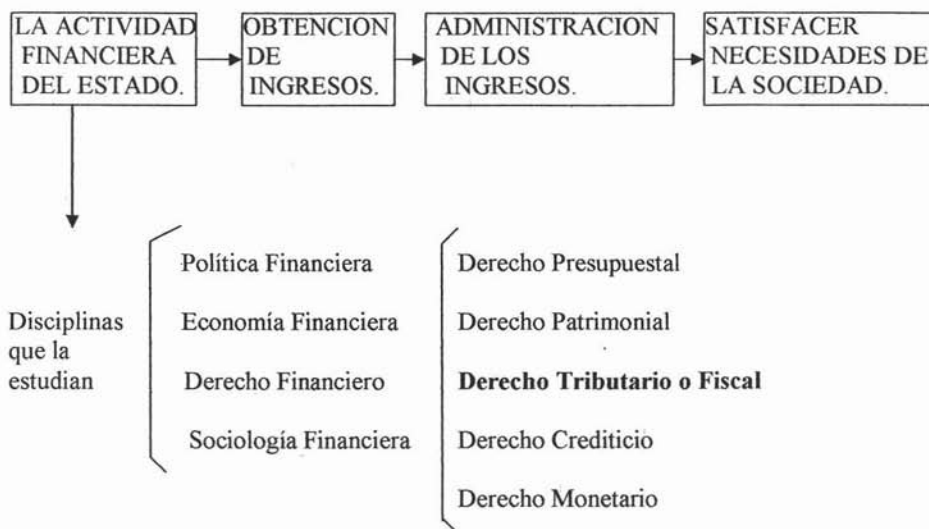 LA ACTIVIDAD
FINANCIERA
DEL ESTADO.
OBTENCION
DE
INGRESOS.
ADMINISTRACION
DE LOS
INGRESOS.
SATISFACER
NECESIDADES DE
LA SOCIEDAD.
Disciplinas
que la
estudian
Política Financiera
Economía Financiera
Derecho Financiero
Sociología Financiera
Derecho Presupuestal
Derecho Patrimonial
Derecho Tributario o Fiscal
Derecho Crediticio
Derecho Monetario